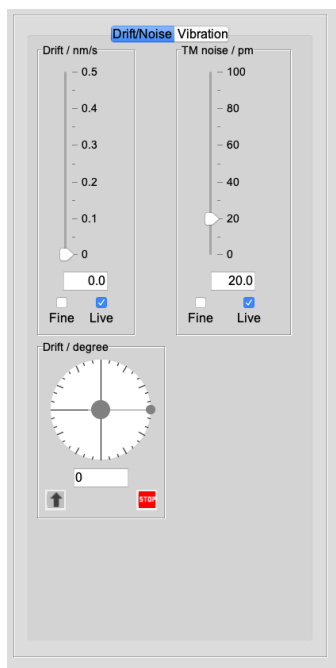 Drift/Noise Vibration
Drift / nm/s
0.5
0.4
0.3
0.2
0.1
0
0.0
Fine Live
TM noise / pm
100
80
60
40
20
0
20.0
Fine Live
Drift / degree
0
STOP